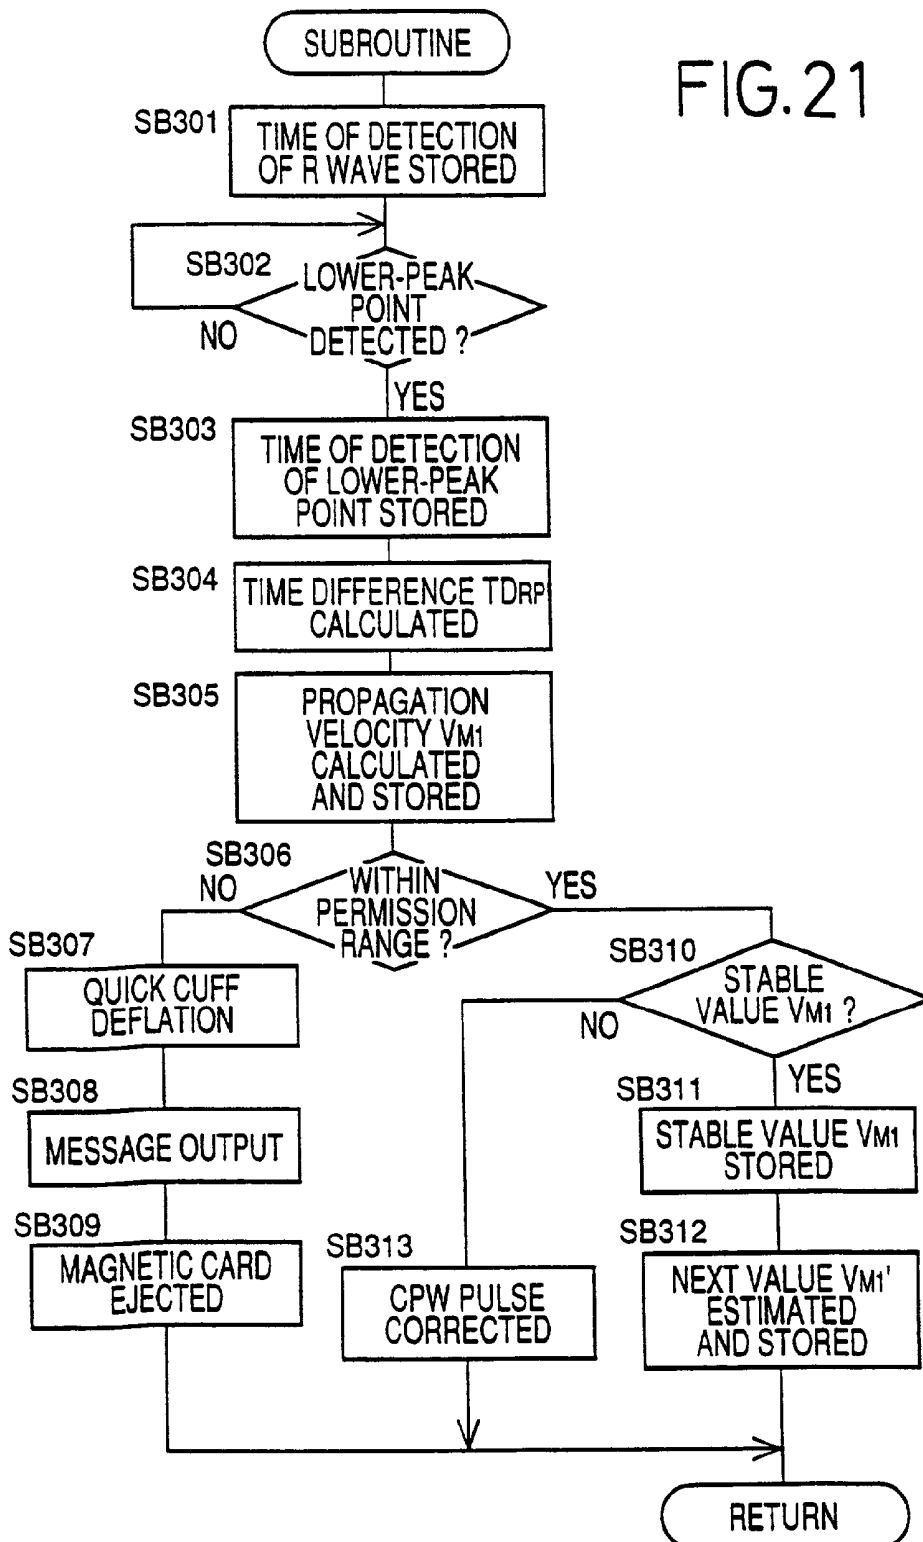 SUBROUTINE
FIG.21
SB301
TIME OF DETECTION
OF R WAVE STORED
SB302
LOWER-PEAK
POINT
DETECTED ?
NO
YES
SB303
TIME OF DETECTION
OF LOWER-PEAK
POINT STORED
SB304
TIME DIFFERENCE TDRP
CALCULATED
SB305
PROPAGATION
VELOCITY VM1
CALCULATED
AND STORED
SB306
NO
WITHIN
PERMISSION
RANGE ?
YES
SB307
QUICK CUFF
DEFLATION
SB310
STABLE
VALUE VM1 ?
NO
YES
SB308
MESSAGE OUTPUT
SB311
STABLE VALUE VM1
STORED
SB309
MAGNETIC CARD
EJECTED
SB313
CPW PULSE
CORRECTED
SB312
NEXT VALUE VM1'
ESTIMATED
AND STORED
RETURN